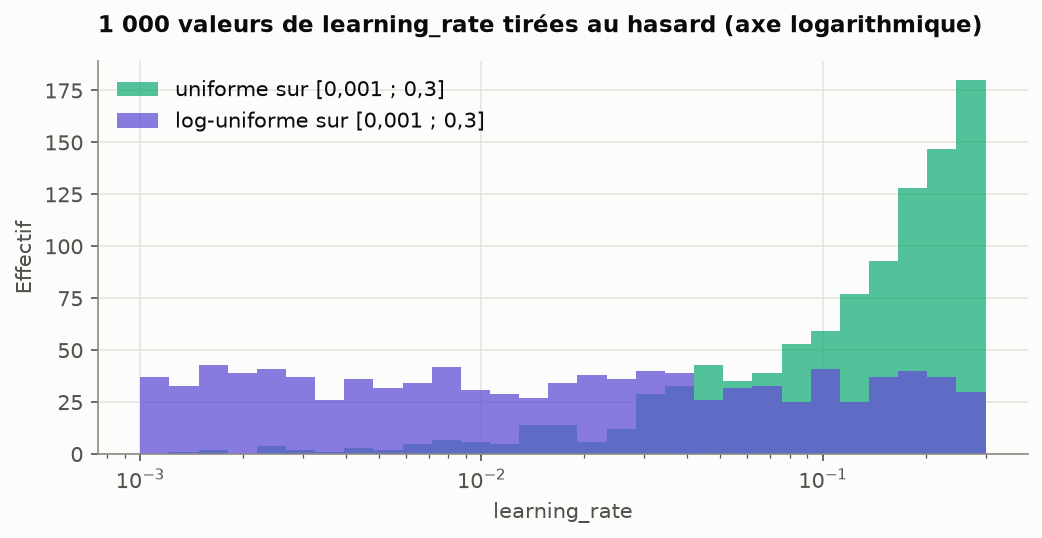 1 000 valeurs de learning_rate tirées au hasard (axe logarithmique)
uniforme sur [0,001 ; 0,3]
log-uniforme sur [0,001 ; 0,3]
Effectif
175
150
125
100
75
50
25
0
10⁻³ 10⁻² 10⁻¹
learning_rate